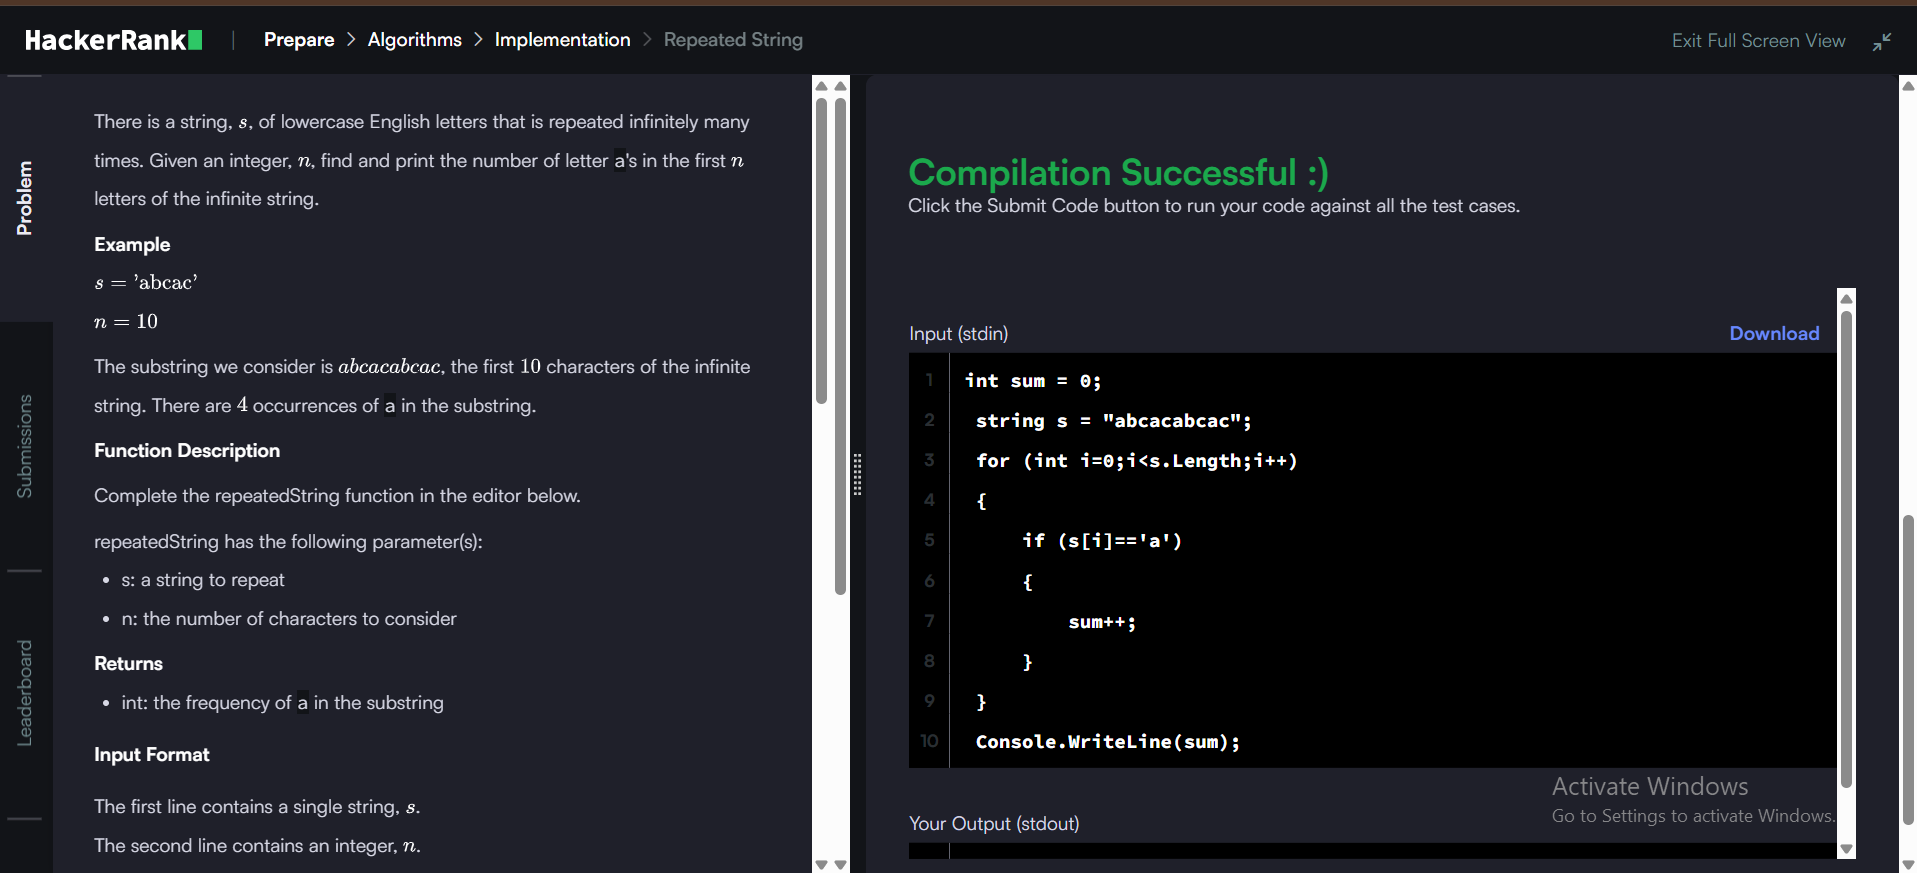 HackerRank | Prepare > Algorithms > Implementation > Repeated String
Exit Full Screen View
Problem
Submissions
Leaderboard
There is a string, s, of lowercase English letters that is repeated infinitely many
times. Given an integer, n, find and print the number of letter a's in the first n
letters of the infinite string.
Example
s = 'abcac'
n = 10
The substring we consider is abcacabcac, the first 10 characters of the infinite
string. There are 4 occurrences of a in the substring.
Function Description
Complete the repeatedString function in the editor below.
repeatedString has the following parameter(s):
• s: a string to repeat
• n: the number of characters to consider
Returns
• int: the frequency of a in the substring
Input Format
The first line contains a single string, s.
The second line contains an integer, n.
Compilation Successful :)
Click the Submit Code button to run your code against all the test cases.
Input (stdin)
Download
1 int sum = 0;
2 string s = "abcacabcac";
3 for (int i=0;i<s.Length;i++)
4 {
5 if (s[i]=='a')
6 {
7 sum++;
8 }
9 }
10 Console.WriteLine(sum);
Activate Windows
Go to Settings to activate Windows.
Your Output (stdout)